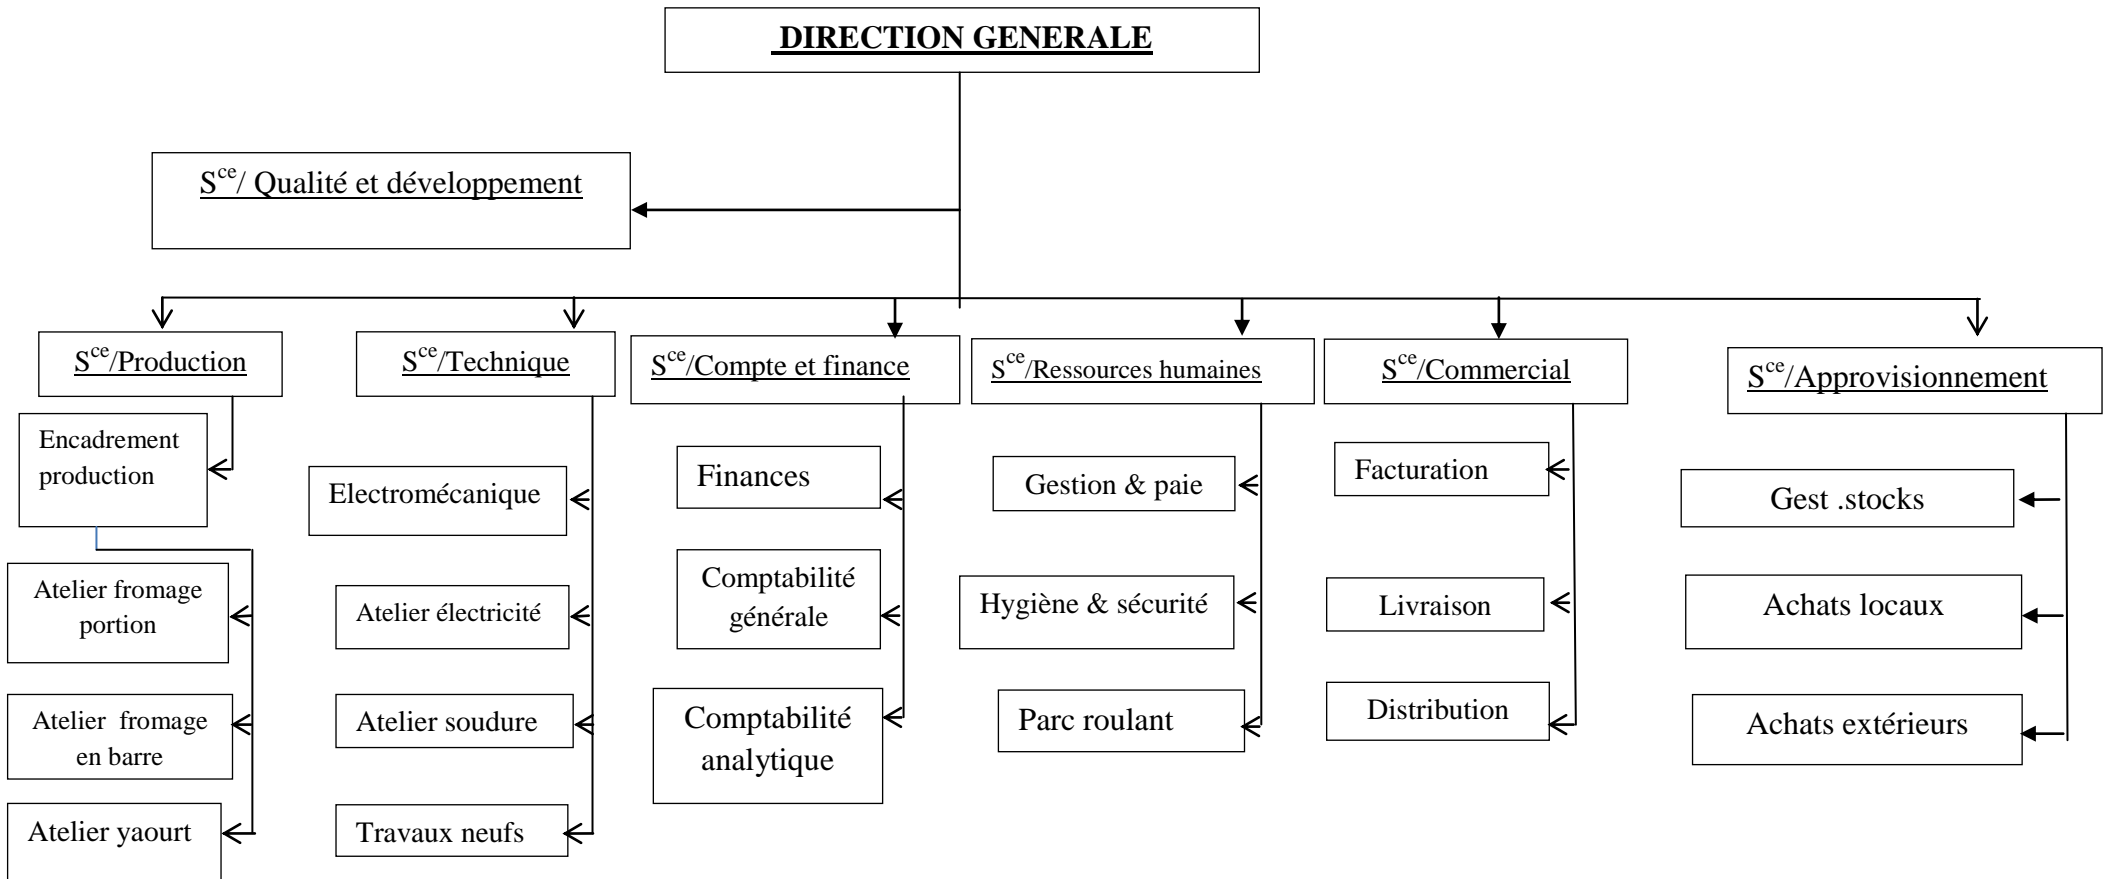 DIRECTION GENERALE
Sce/ Qualité et développement
Sce/Production
Sce/Technique
Sce/Compte et finance
Sce/Ressources humaines
Sce/Commercial
Sce/Approvisionnement
Encadrement
production
Atelier fromage
portion
Atelier fromage
en barre
Atelier yaourt
Electromécanique
Atelier électricité
Atelier soudure
Travaux neufs
Finances
Comptabilité
générale
Comptabilité
analytique
Gestion & paie
Hygiène & sécurité
Parc roulant
Facturation
Livraison
Distribution
Gest .stocks
Achats locaux
Achats extérieurs